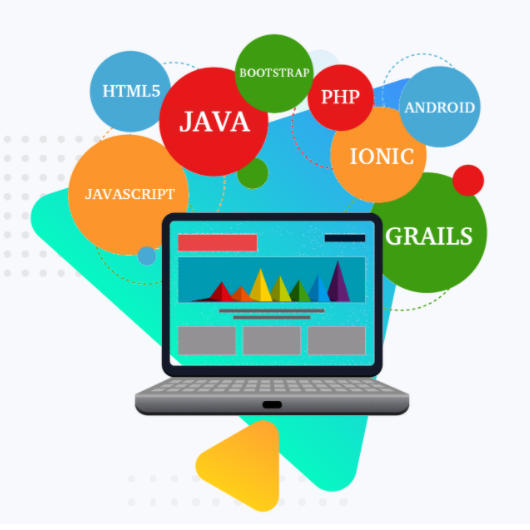 HTML5
JAVA
BOOTSTRAP
PHP
ANDROID
JAVASCRIPT
IONIC
GRAILS